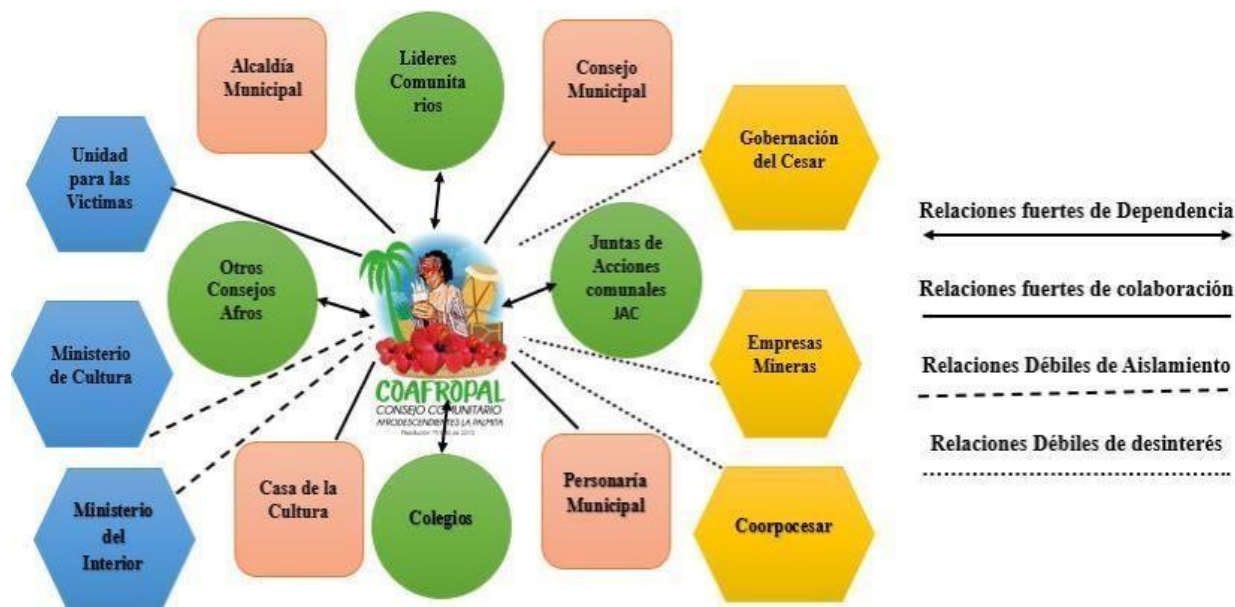 Alcaldía
Municipal
Lideres
Comunita
rios
Consejo
Municipal
Unidad
para las
Victimas
Gobernación
del Cesar
Otros
Consejos
Afros
Juntas de
Acciones
comunales
JAC
Ministerio
de Cultura
Empresas
Mineras
COAFROPAL
CONSEJO COMUNITARIO
AFRODESCENDIENTES LA PALMITA
Ministerio
del
Interior
Casa de la
Cultura
Colegios
Personaría
Municipal
Coorpocesar
Relaciones fuertes de Dependencia
Relaciones fuertes de colaboración
Relaciones Débiles de Aislamiento
Relaciones Débiles de desinterés